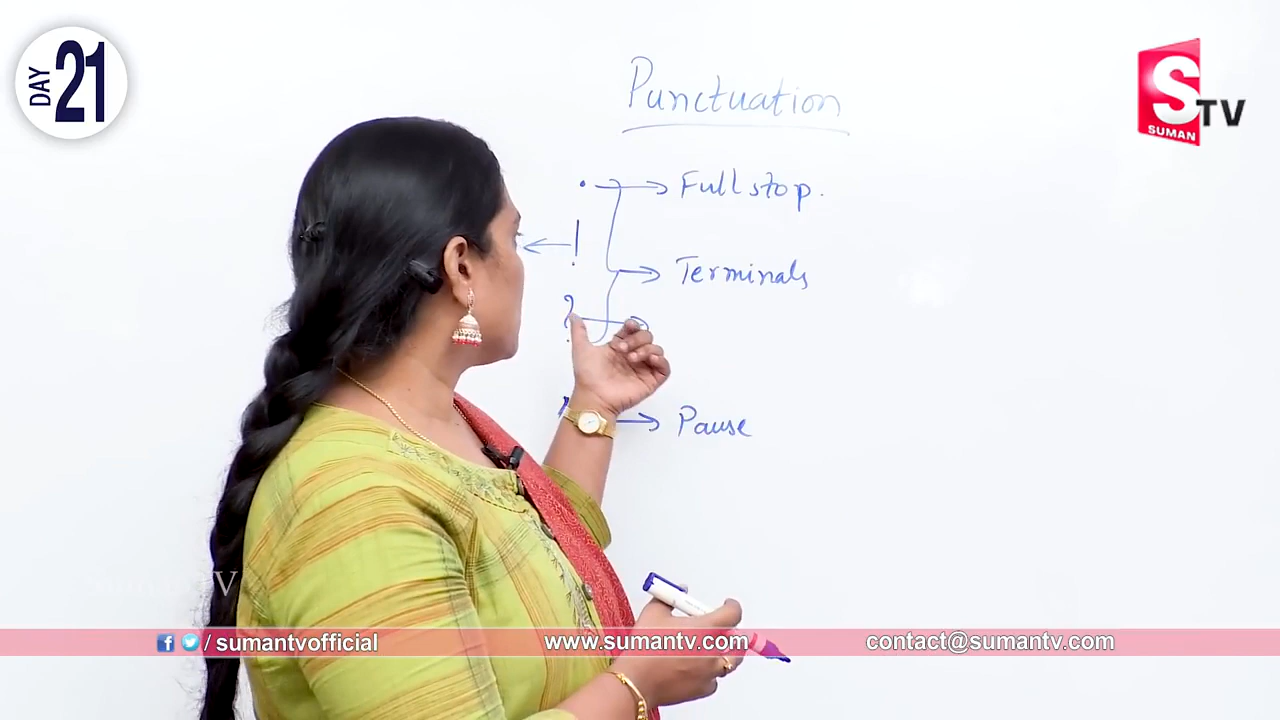 DAY 21
S TV
SUMAN
Punctuation
. → Full stop.
← !
→ Terminals
?
, → Pause
/ sumantvofficial
www.sumantv.com
contact@sumantv.com